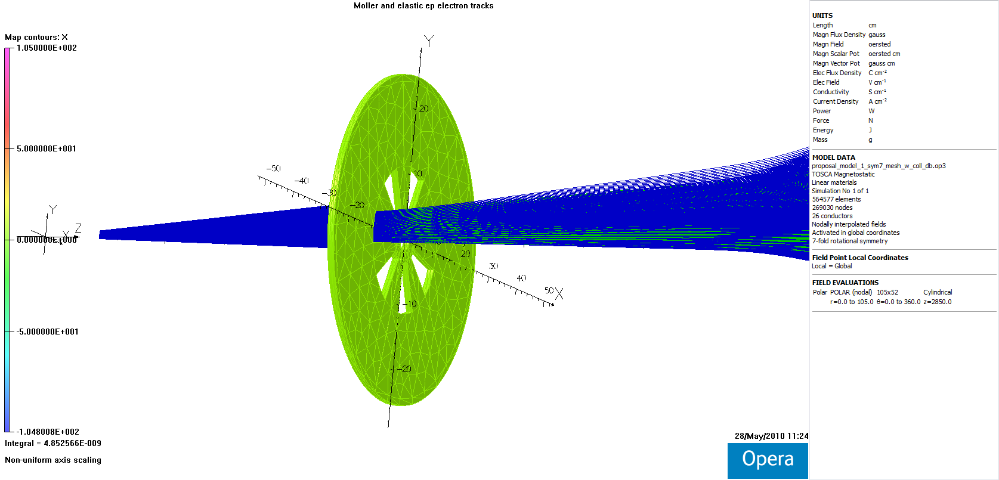 Moller and elastic ep electron tracks
Map contours: X
1.050000E+002
5.000000E+001
0.000000E+000
-5.000000E+001
-1.048008E+002
Integral = 4.852566E-009
Non-uniform axis scaling
Y
X
Z
Y
20
10
-10
-20
-50
-40
-30
-20
20
30
40
50
X
28/May/2010 11:24
Opera
UNITS
Length cm
Magn Flux Density gauss
Magn Field oersted
Magn Scalar Pot oersted cm
Magn Vector Pot gauss cm
Elec Flux Density C cm⁻²
Elec Field V cm⁻¹
Conductivity S cm⁻¹
Current Density A cm⁻²
Power W
Force N
Energy J
Mass g
MODEL DATA
proposal_model_1_sym7_mesh_w_coll_db.op3
TOSCA Magnetostatic
Linear materials
Simulation No 1 of 1
564577 elements
269030 nodes
26 conductors
Nodally interpolated fields
Activated in global coordinates
7-fold rotational symmetry
Field Point Local Coordinates
Local = Global
FIELD EVALUATIONS
Polar POLAR (nodal) 105x52 Cylindrical
r=0.0 to 105.0 θ=0.0 to 360.0 z=2850.0